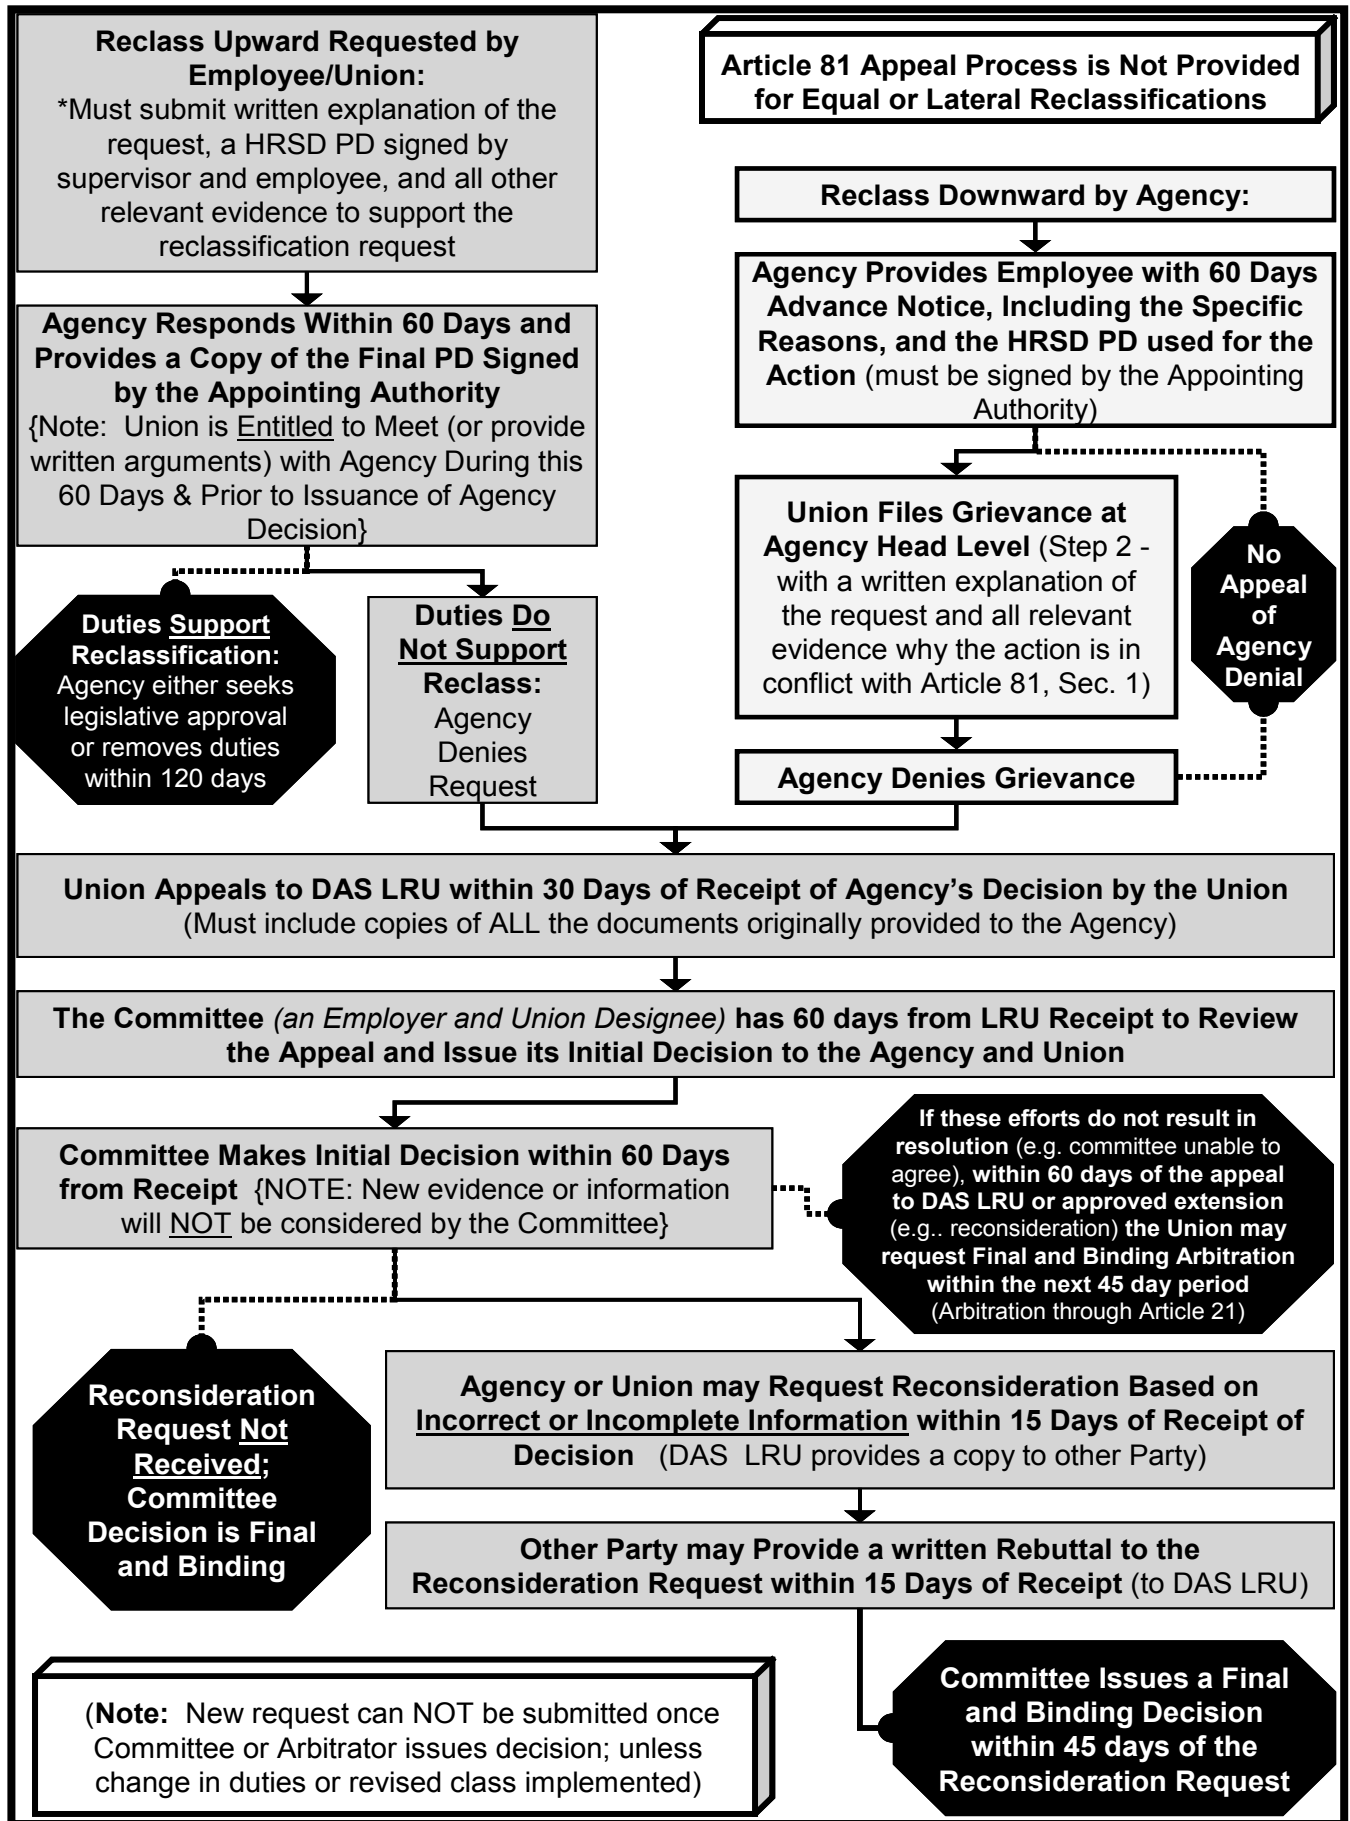 Reclass Upward Requested by
Employee/Union:
*Must submit written explanation of the
request, a HRSD PD signed by
supervisor and employee, and all other
relevant evidence to support the
reclassification request
Article 81 Appeal Process is Not Provided
for Equal or Lateral Reclassifications
Reclass Downward by Agency:
Agency Provides Employee with 60 Days
Advance Notice, Including the Specific
Reasons, and the HRSD PD used for the
Action (must be signed by the Appointing
Authority)
Agency Responds Within 60 Days and
Provides a Copy of the Final PD Signed
by the Appointing Authority
{Note:  Union is Entitled to Meet (or provide
written arguments) with Agency During this
60 Days & Prior to Issuance of Agency
Decision}
Union Files Grievance at
Agency Head Level (Step 2 -
with a written explanation of
the request and all relevant
evidence why the action is in
conflict with Article 81, Sec. 1)
No
Appeal
of
Agency
Denial
Duties Support
Reclassification:
Agency either seeks
legislative approval
or removes duties
within 120 days
Duties Do
Not Support
Reclass:
Agency
Denies
Request
Agency Denies Grievance
Union Appeals to DAS LRU within 30 Days of Receipt of Agency's Decision by the Union
(Must include copies of ALL the documents originally provided to the Agency)
The Committee (an Employer and Union Designee) has 60 days from LRU Receipt to Review
the Appeal and Issue its Initial Decision to the Agency and Union
Committee Makes Initial Decision within 60 Days
from Receipt  {NOTE: New evidence or information
will NOT be considered by the Committee}
If these efforts do not result in
resolution (e.g. committee unable to
agree), within 60 days of the appeal
to DAS LRU or approved extension
(e.g.. reconsideration) the Union may
request Final and Binding Arbitration
within the next 45 day period
(Arbitration through Article 21)
Reconsideration
Request Not
Received;
Committee
Decision is Final
and Binding
Agency or Union may Request Reconsideration Based on
Incorrect or Incomplete Information within 15 Days of Receipt of
Decision   (DAS  LRU provides a copy to other Party)
Other Party may Provide a written Rebuttal to the
Reconsideration Request within 15 Days of Receipt (to DAS LRU)
(Note:  New request can NOT be submitted once
Committee or Arbitrator issues decision; unless
change in duties or revised class implemented)
Committee Issues a Final
and Binding Decision
within 45 days of the
Reconsideration Request